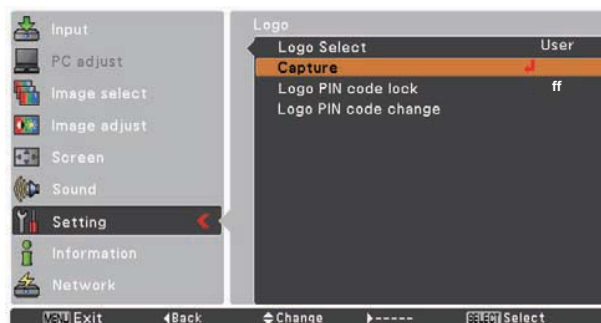 Input
PC adjust
Image select
Image adjust
Screen
Sound
Setting
Information
Network
Logo
Logo Select User
Capture
Logo PIN code lock ff
Logo PIN code change
MENU Exit Back Change ----- SELECT Select